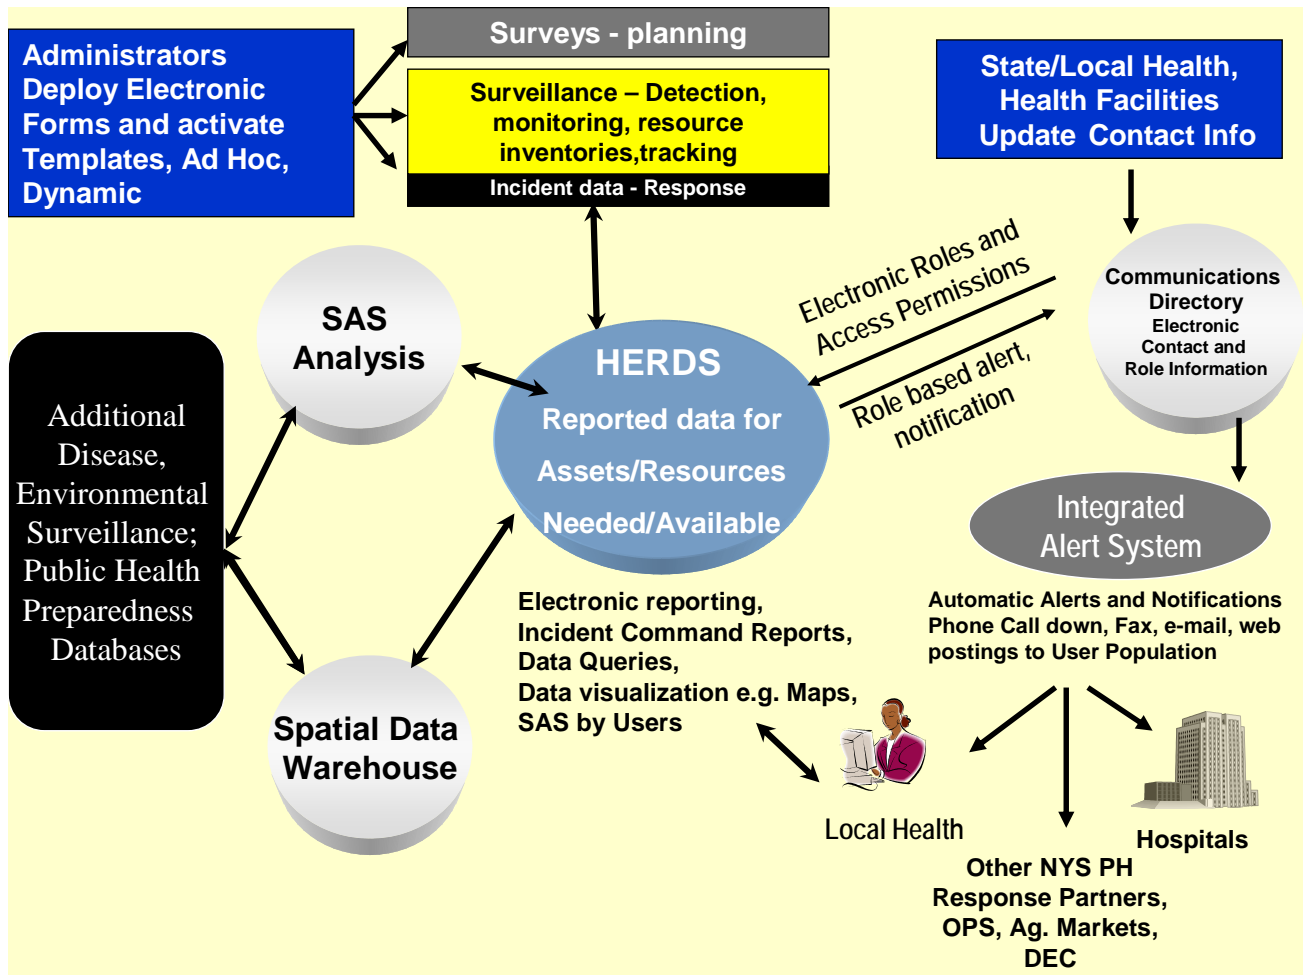 Administrators
Deploy Electronic
Forms and activate
Templates, Ad Hoc,
Dynamic
Surveys - planning
Surveillance – Detection,
monitoring, resource
inventories,tracking
Incident data - Response
State/Local Health,
Health Facilities
Update Contact Info
SAS
Analysis
Additional
Disease,
Environmental
Surveillance;
Public Health
Preparedness
Databases
Spatial Data
Warehouse
HERDS
Reported data for
Assets/Resources
Needed/Available
Electronic Roles and
Access Permissions
Role based alert,
notification
Communications
Directory
Electronic
Contact and
Role Information
Integrated
Alert System
Electronic reporting,
Incident Command Reports,
Data Queries,
Data visualization e.g. Maps,
SAS by Users
Automatic Alerts and Notifications
Phone Call down, Fax, e-mail, web
postings to User Population
Local Health
Hospitals
Other NYS PH
Response Partners,
OPS, Ag. Markets,
DEC